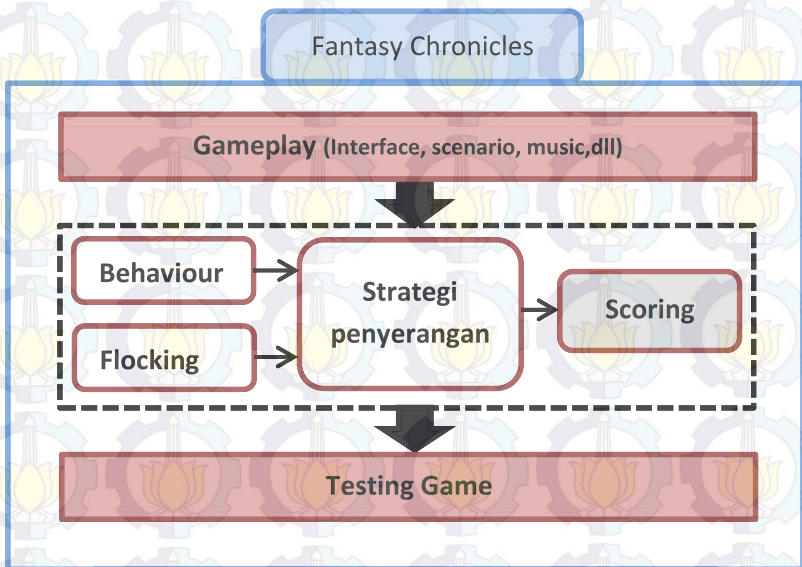 Fantasy Chronicles
Gameplay (Interface, scenario, music,dll)
Behaviour
Flocking
Strategi
penyerangan
Scoring
Testing Game